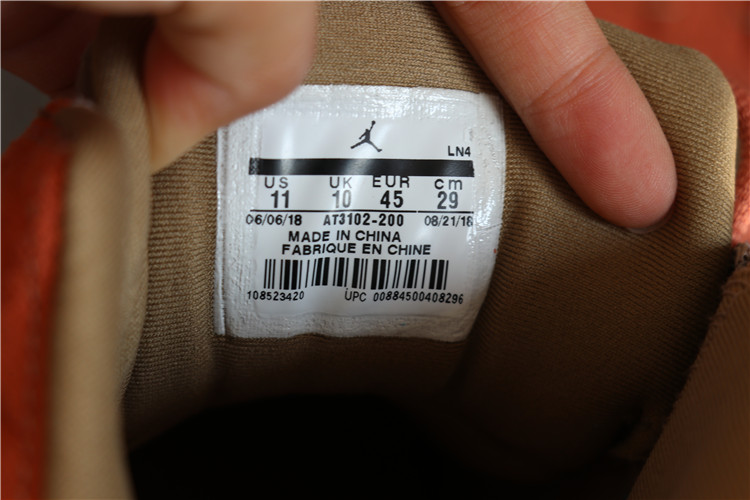 LN4
US UK EUR cm
11 10 45 29
06/06/18 AT3102-200 08/21/18
MADE IN CHINA
FABRIQUE EN CHINE
108523420 UPC 00884500408296